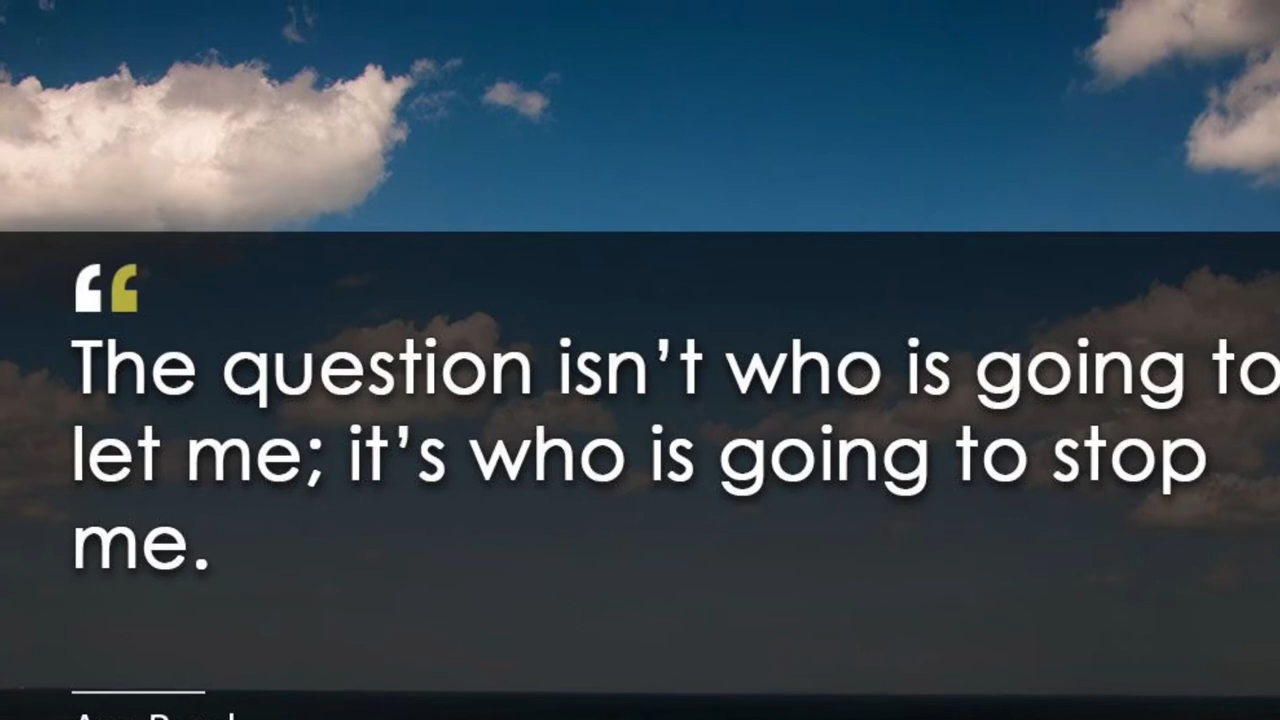 “
The question isn’t who is going to
let me; it’s who is going to stop
me.